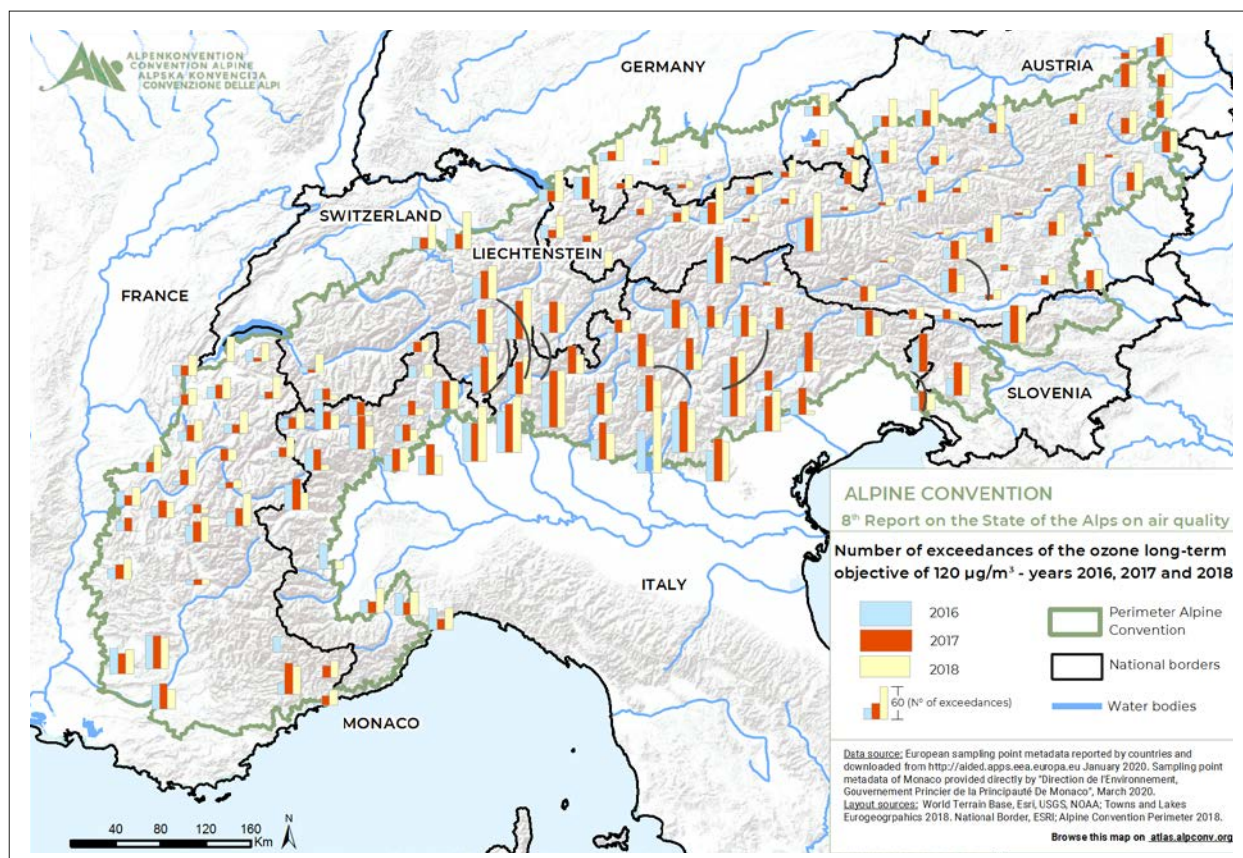 ALPENKONVENTION
CONVENTION ALPINE
ALPSKA KONVENCIJA
CONVENZIONE DELLE ALPI
GERMANY
AUSTRIA
SWITZERLAND
LIECHTENSTEIN
FRANCE
SLOVENIA
ITALY
MONACO
ALPINE CONVENTION
8th Report on the State of the Alps on air quality
Number of exceedances of the ozone long-term
objective of 120 µg/m³ - years 2016, 2017 and 2018
2016
2017
2018
60 (N° of exceedances)
Perimeter Alpine
Convention
National borders
Water bodies
Data source: European sampling point metadata reported by countries and
downloaded from http://aided.apps.eea.europa.eu January 2020. Sampling point
metadata of Monaco provided directly by "Direction de l'Environnement,
Gouvernement Princier de la Principauté De Monaco", March 2020.
Layout sources: World Terrain Base, Esri, USGS, NOAA; Towns and Lakes
Eurogeogrpahics 2018. National Border, ESRI; Alpine Convention Perimeter 2018.
Browse this map on atlas.alpconv.org
40 80 120 160
Km
N